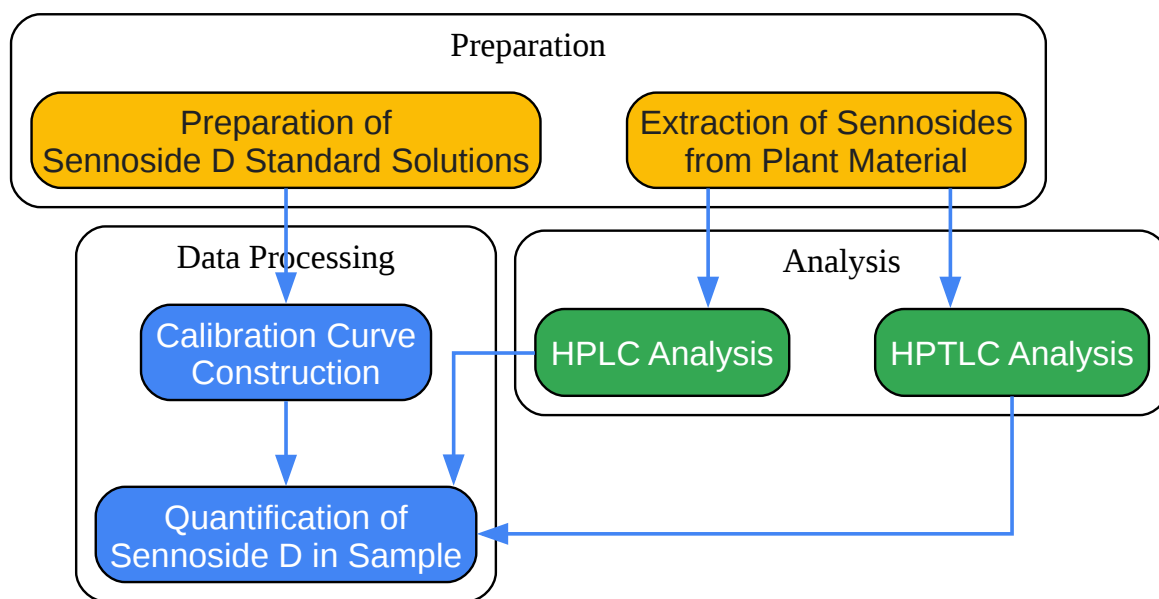 Preparation
Preparation of
Sennoside D Standard Solutions
Extraction of Sennosides
from Plant Material
Data Processing
Analysis
Calibration Curve
Construction
HPLC Analysis
HPTLC Analysis
Quantification of
Sennoside D in Sample